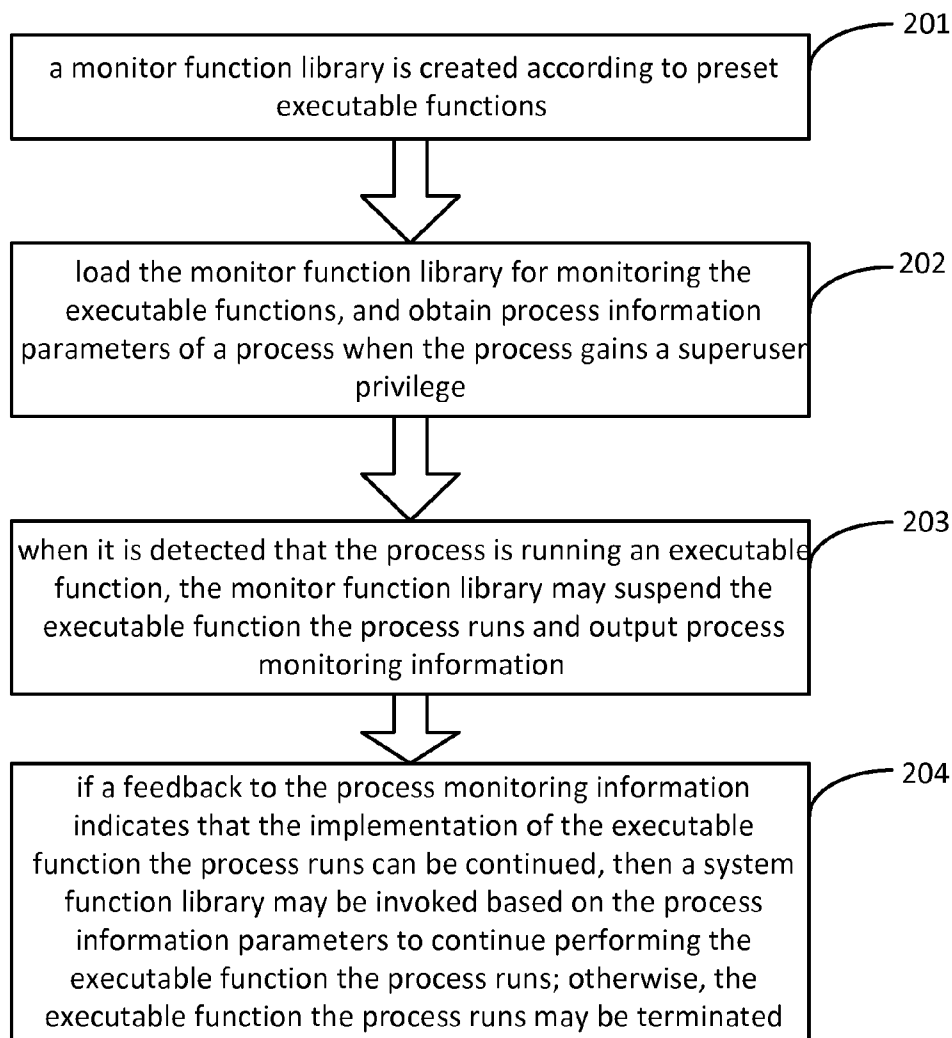 201
a monitor function library is created according to preset
executable functions
202
load the monitor function library for monitoring the
executable functions, and obtain process information
parameters of a process when the process gains a superuser
privilege
203
when it is detected that the process is running an executable
function, the monitor function library may suspend the
executable function the process runs and output process
monitoring information
204
if a feedback to the process monitoring information
indicates that the implementation of the executable
function the process runs can be continued, then a system
function library may be invoked based on the process
information parameters to continue performing the
executable function the process runs; otherwise, the
executable function the process runs may be terminated